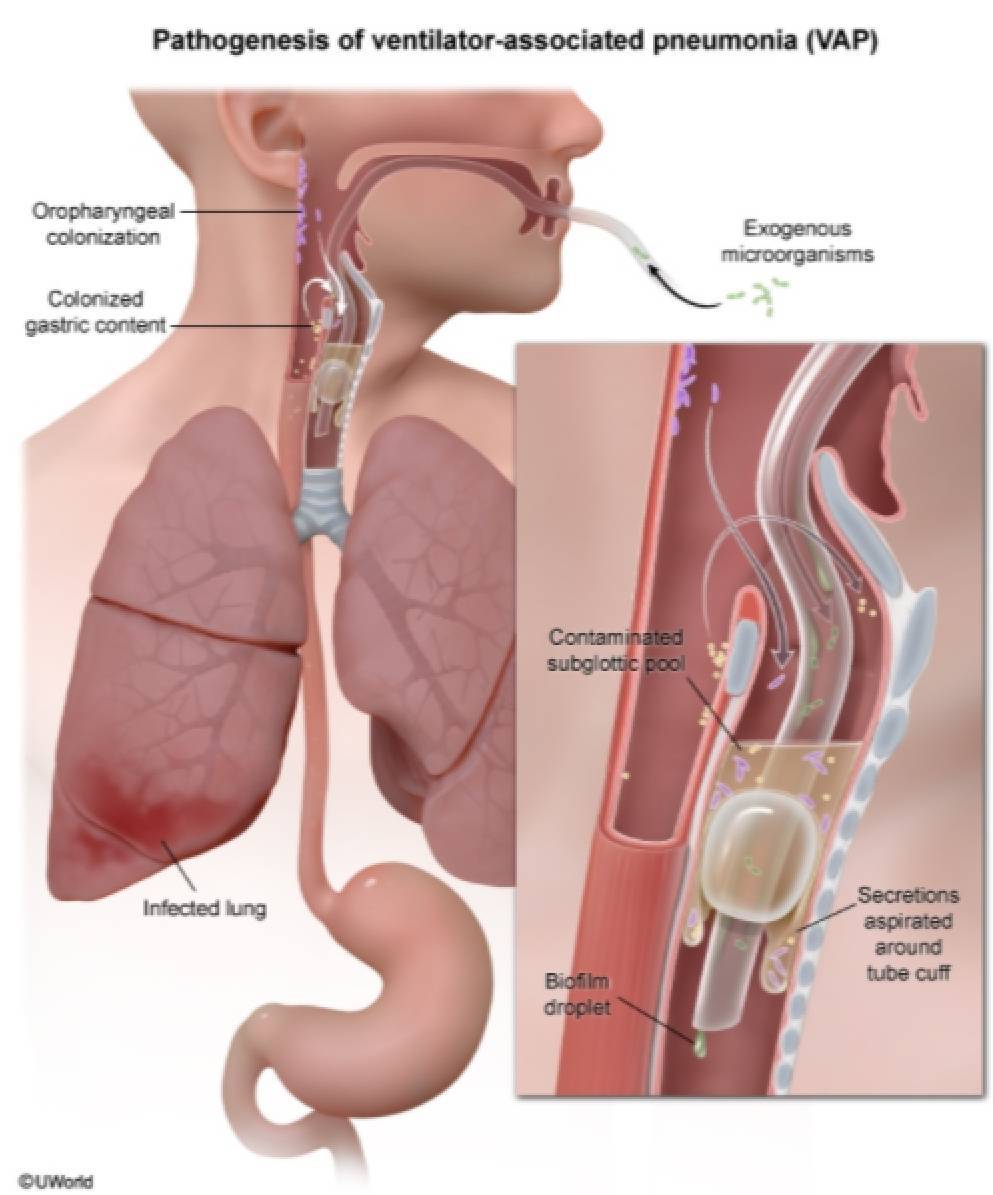 Pathogenesis of ventilator-associated pneumonia (VAP)
Oropharyngeal
colonization
Colonized
gastric content
Exogenous
microorganisms
Contaminated
subglottic pool
Infected lung
Secretions
aspirated
around
tube cuff
Biofilm
droplet
©UWorld